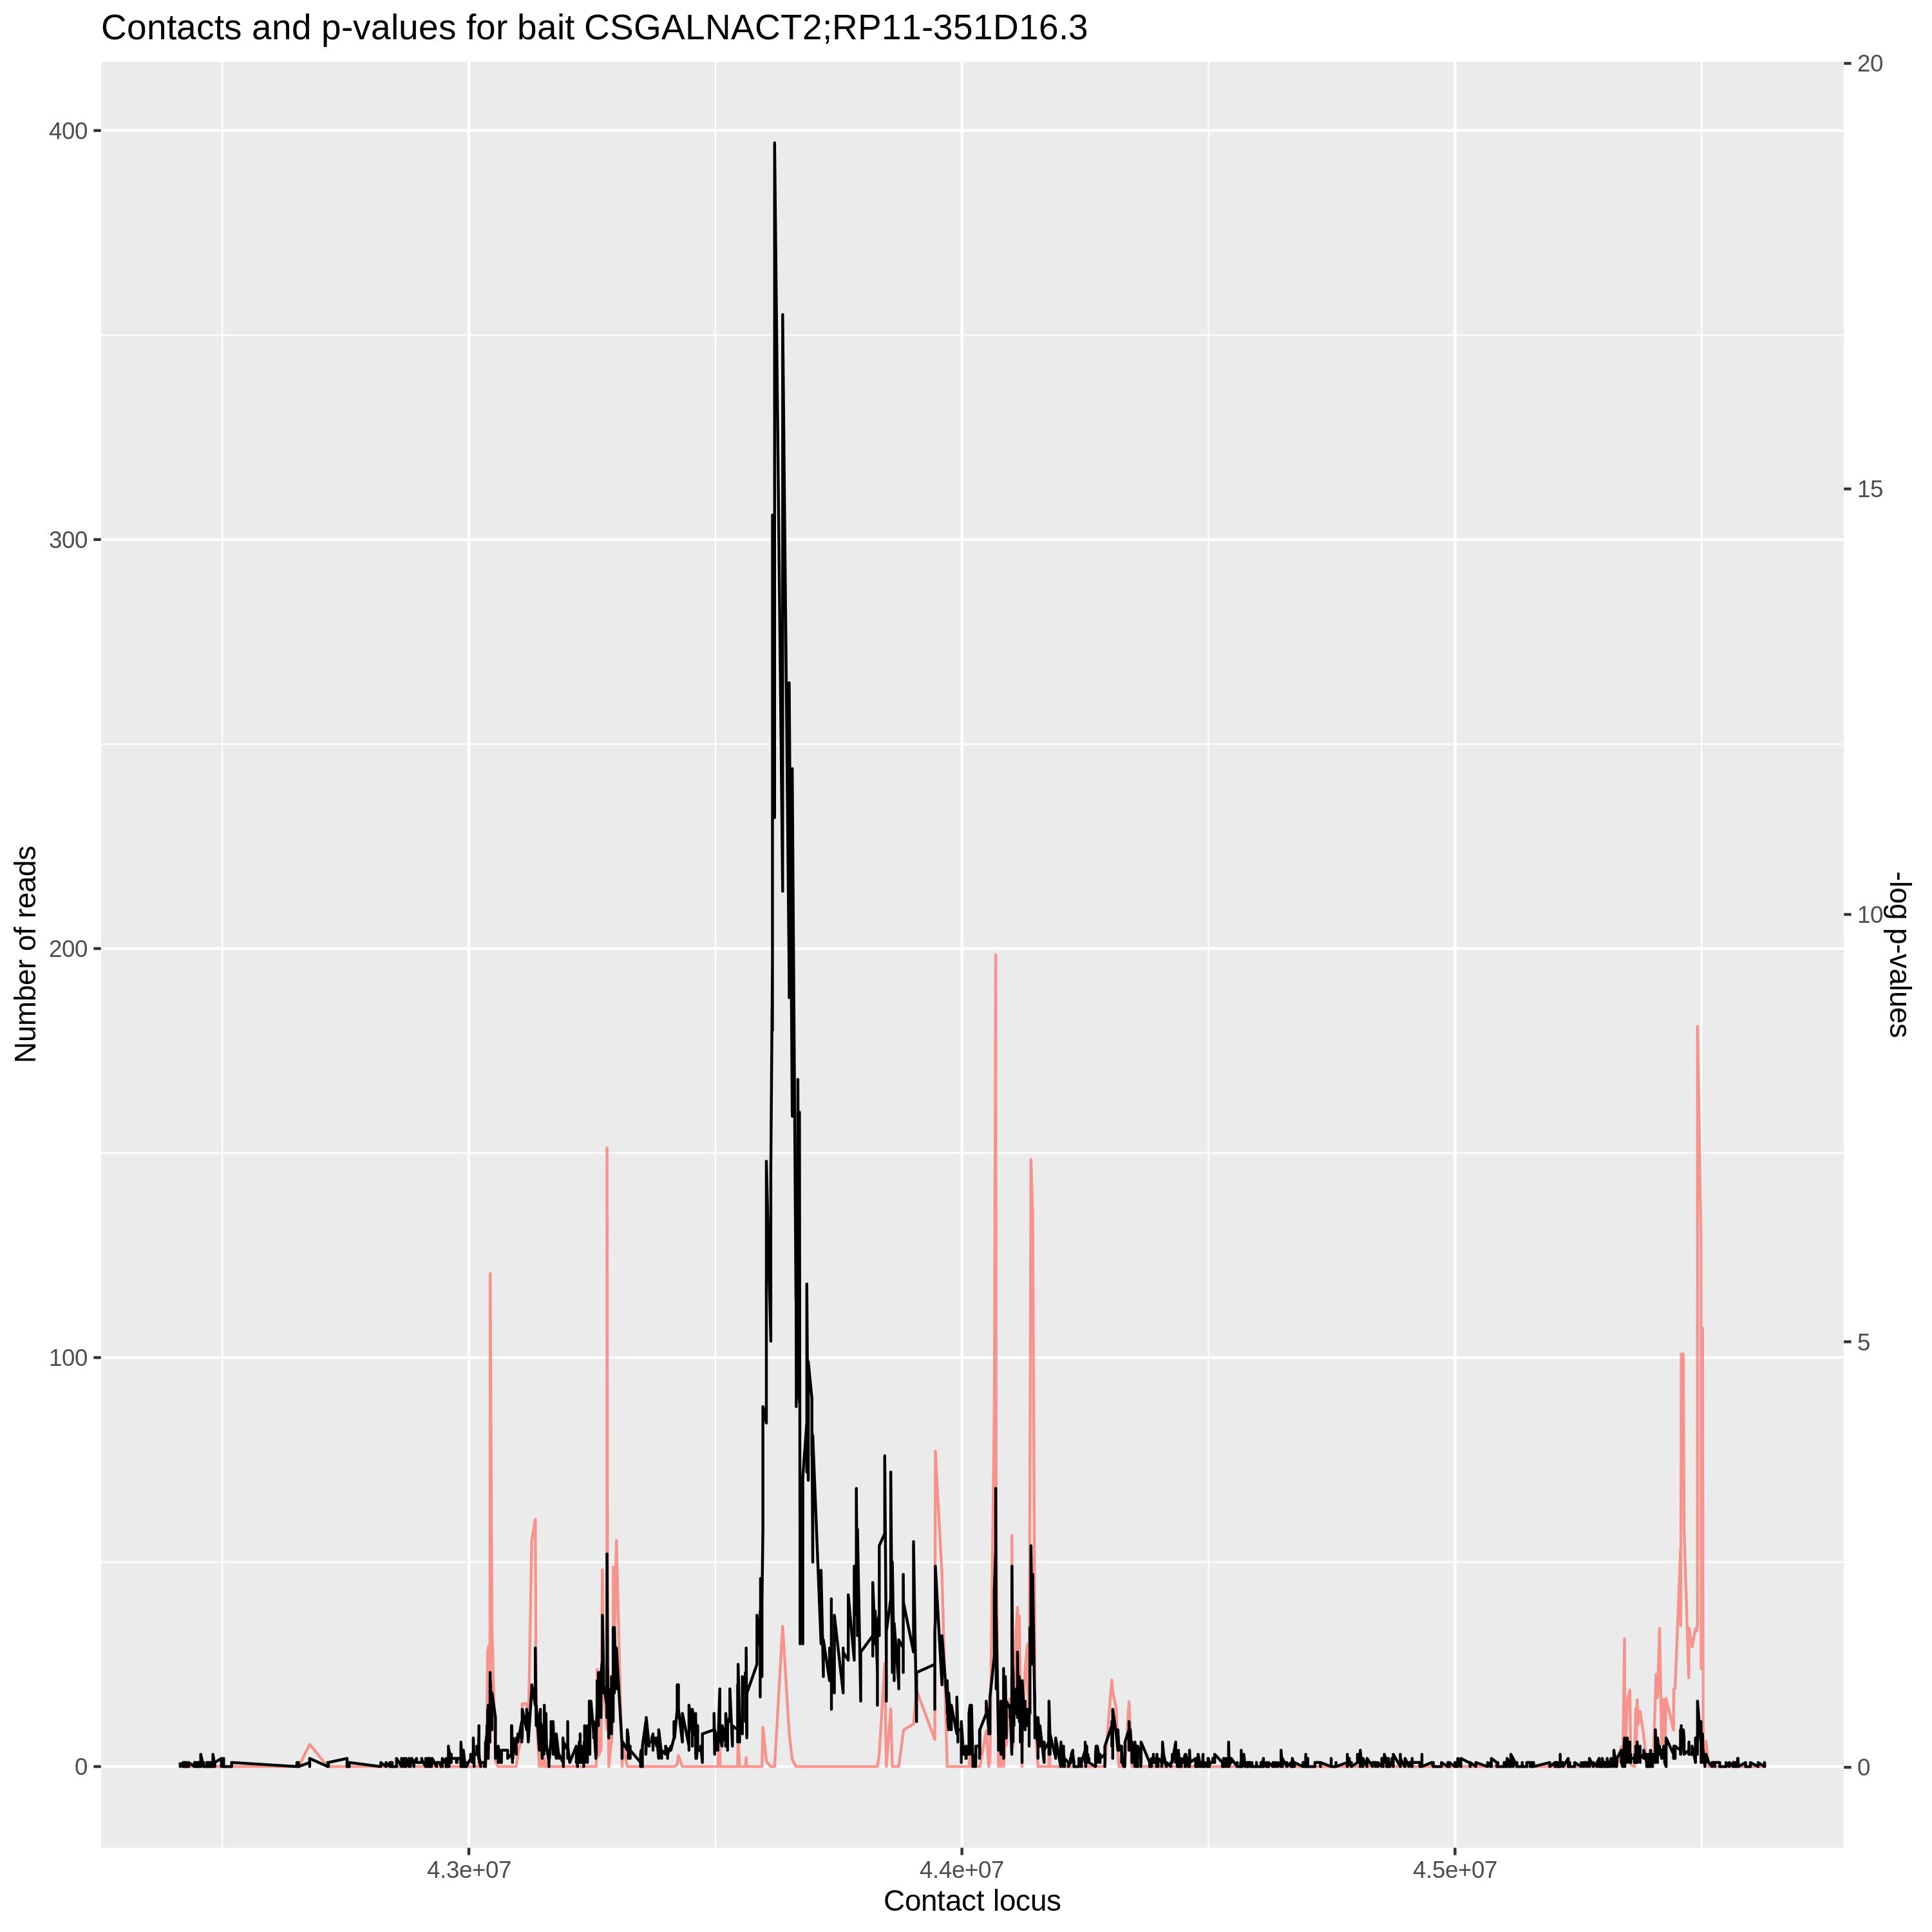 Contacts and p-values for bait CSGALNACT2;RP11-351D16.3
400
300
200
100
0
20
15
10
5
0
Number of reads
-log p-values
4.3e+07 4.4e+07 4.5e+07
Contact locus